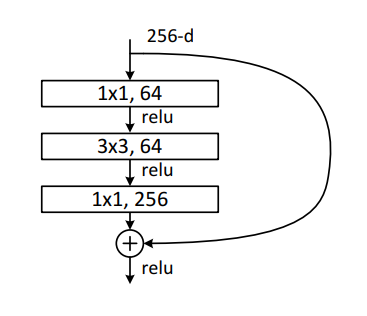 256-d
1x1, 64
relu
3x3, 64
relu
1x1, 256
+
relu